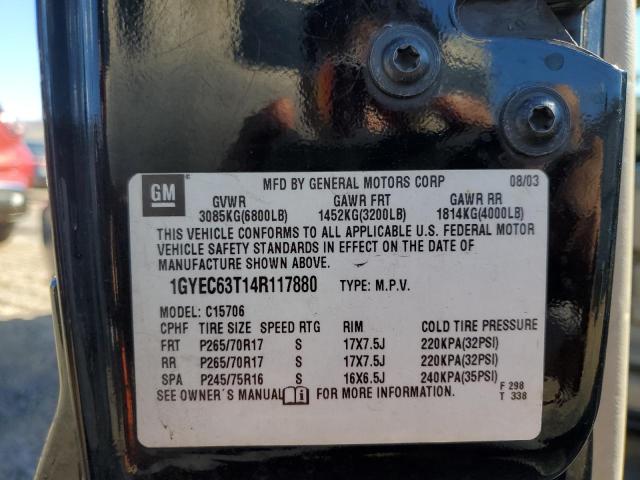 GM
MFD BY GENERAL MOTORS CORP 08/03
GVWR GAWR FRT GAWR RR
3085KG(6800LB) 1452KG(3200LB) 1814KG(4000LB)
THIS VEHICLE CONFORMS TO ALL APPLICABLE U.S. FEDERAL MOTOR
VEHICLE SAFETY STANDARDS IN EFFECT ON THE DATE OF
MANUFACTURE SHOWN ABOVE.
1GYEC63T14R117880 TYPE: M.P.V.
MODEL: C15706
CPHF TIRE SIZE SPEED RTG RIM COLD TIRE PRESSURE
FRT P265/70R17 S 17X7.5J 220KPA(32PSI)
RR P265/70R17 S 17X7.5J 220KPA(32PSI)
SPA P245/75R16 S 16X6.5J 240KPA(35PSI)
SEE OWNER'S MANUAL FOR MORE INFORMATION. F 298
T 338